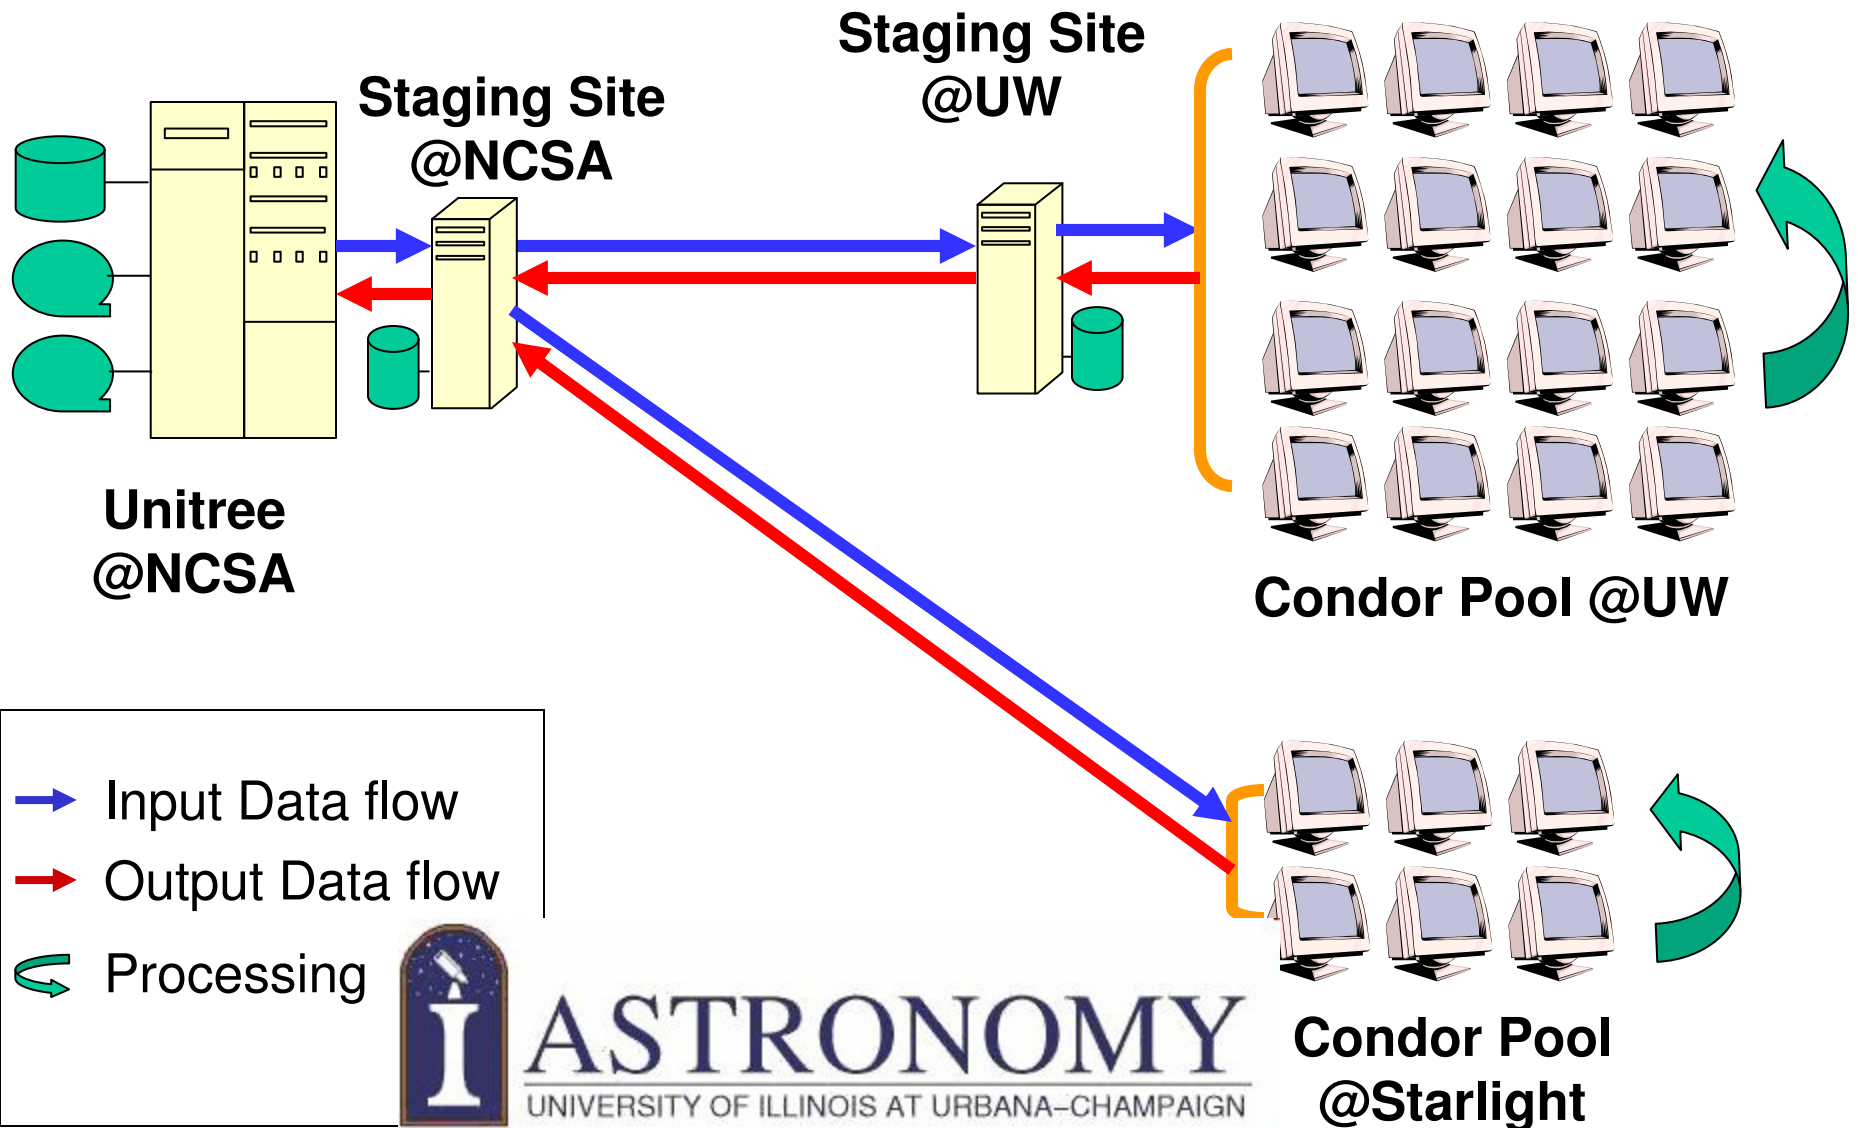 Staging Site
@UW
Staging Site
@NCSA
Unitree
@NCSA
Condor Pool @UW
Input Data flow
Output Data flow
Processing
I ASTRONOMY
UNIVERSITY OF ILLINOIS AT URBANA–CHAMPAIGN
Condor Pool
@Starlight